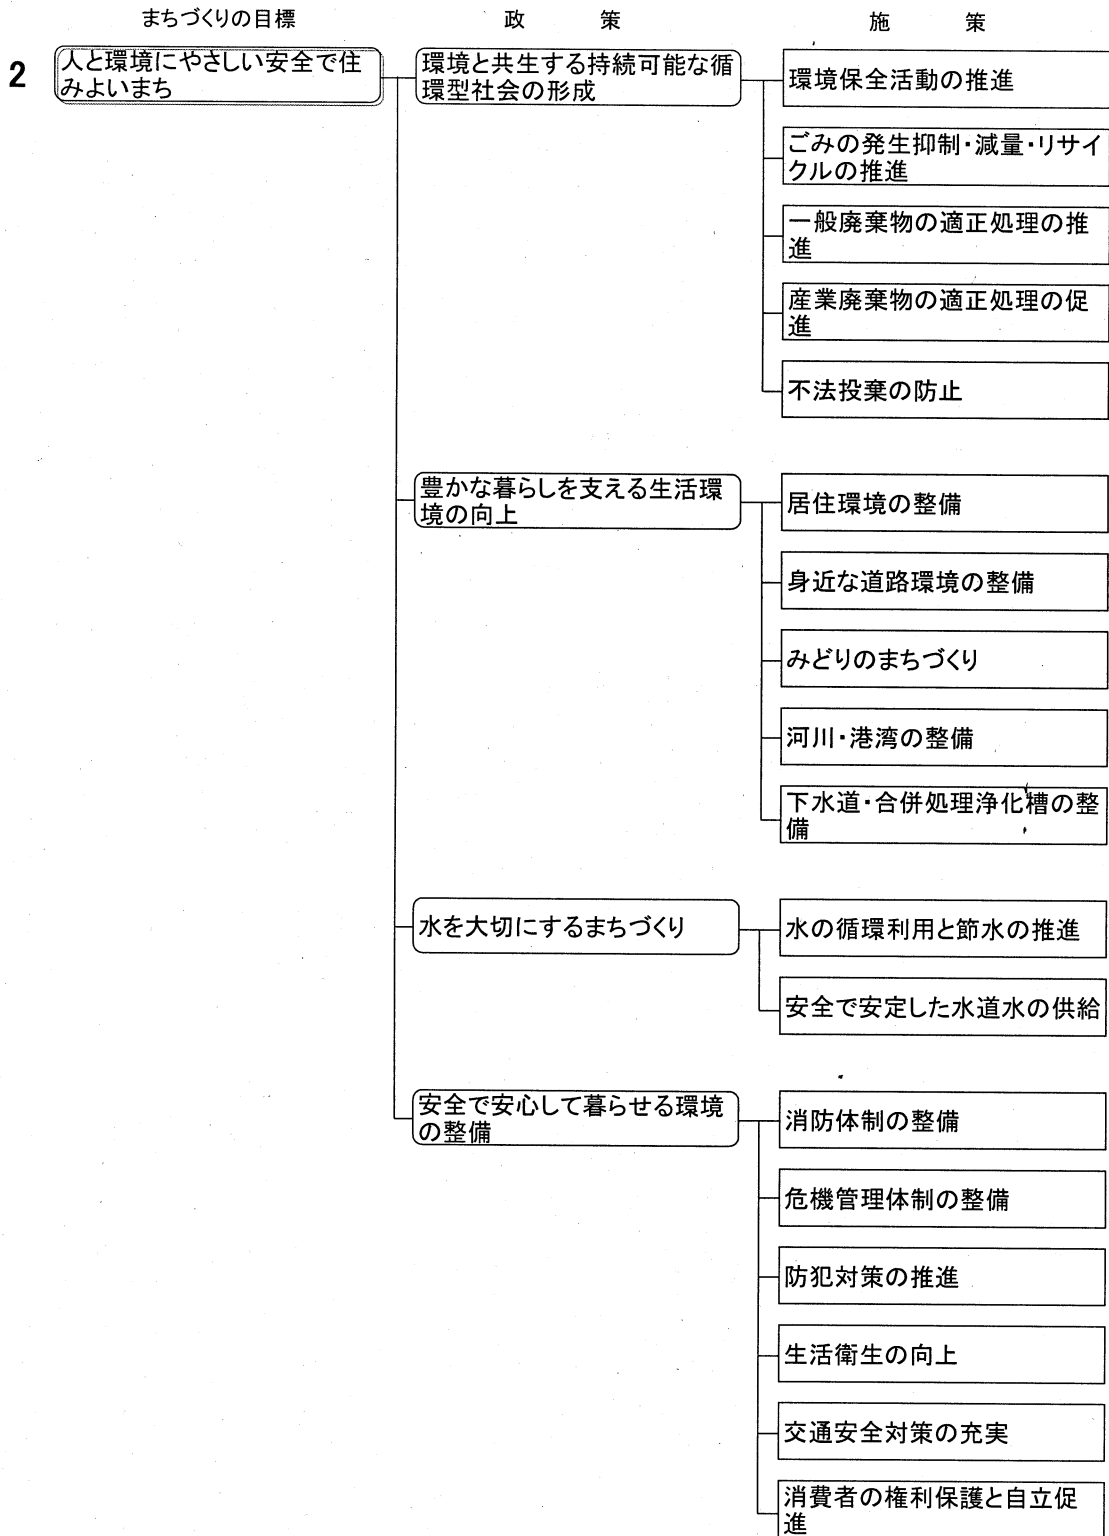 まちづくりの目標
政策
施策
2
人と環境にやさしい安全で住
みよいまち
環境と共生する持続可能な循
環型社会の形成
環境保全活動の推進
ごみの発生抑制・減量・リサイ
クルの推進
一般廃棄物の適正処理の推
進
産業廃棄物の適正処理の促
進
不法投棄の防止
豊かな暮らしを支える生活環
境の向上
居住環境の整備
身近な道路環境の整備
みどりのまちづくり
河川・港湾の整備
下水道・合併処理浄化槽の整
備
水を大切にするまちづくり
水の循環利用と節水の推進
安全で安定した水道水の供給
安全で安心して暮らせる環境
の整備
消防体制の整備
危機管理体制の整備
防犯対策の推進
生活衛生の向上
交通安全対策の充実
消費者の権利保護と自立促
進